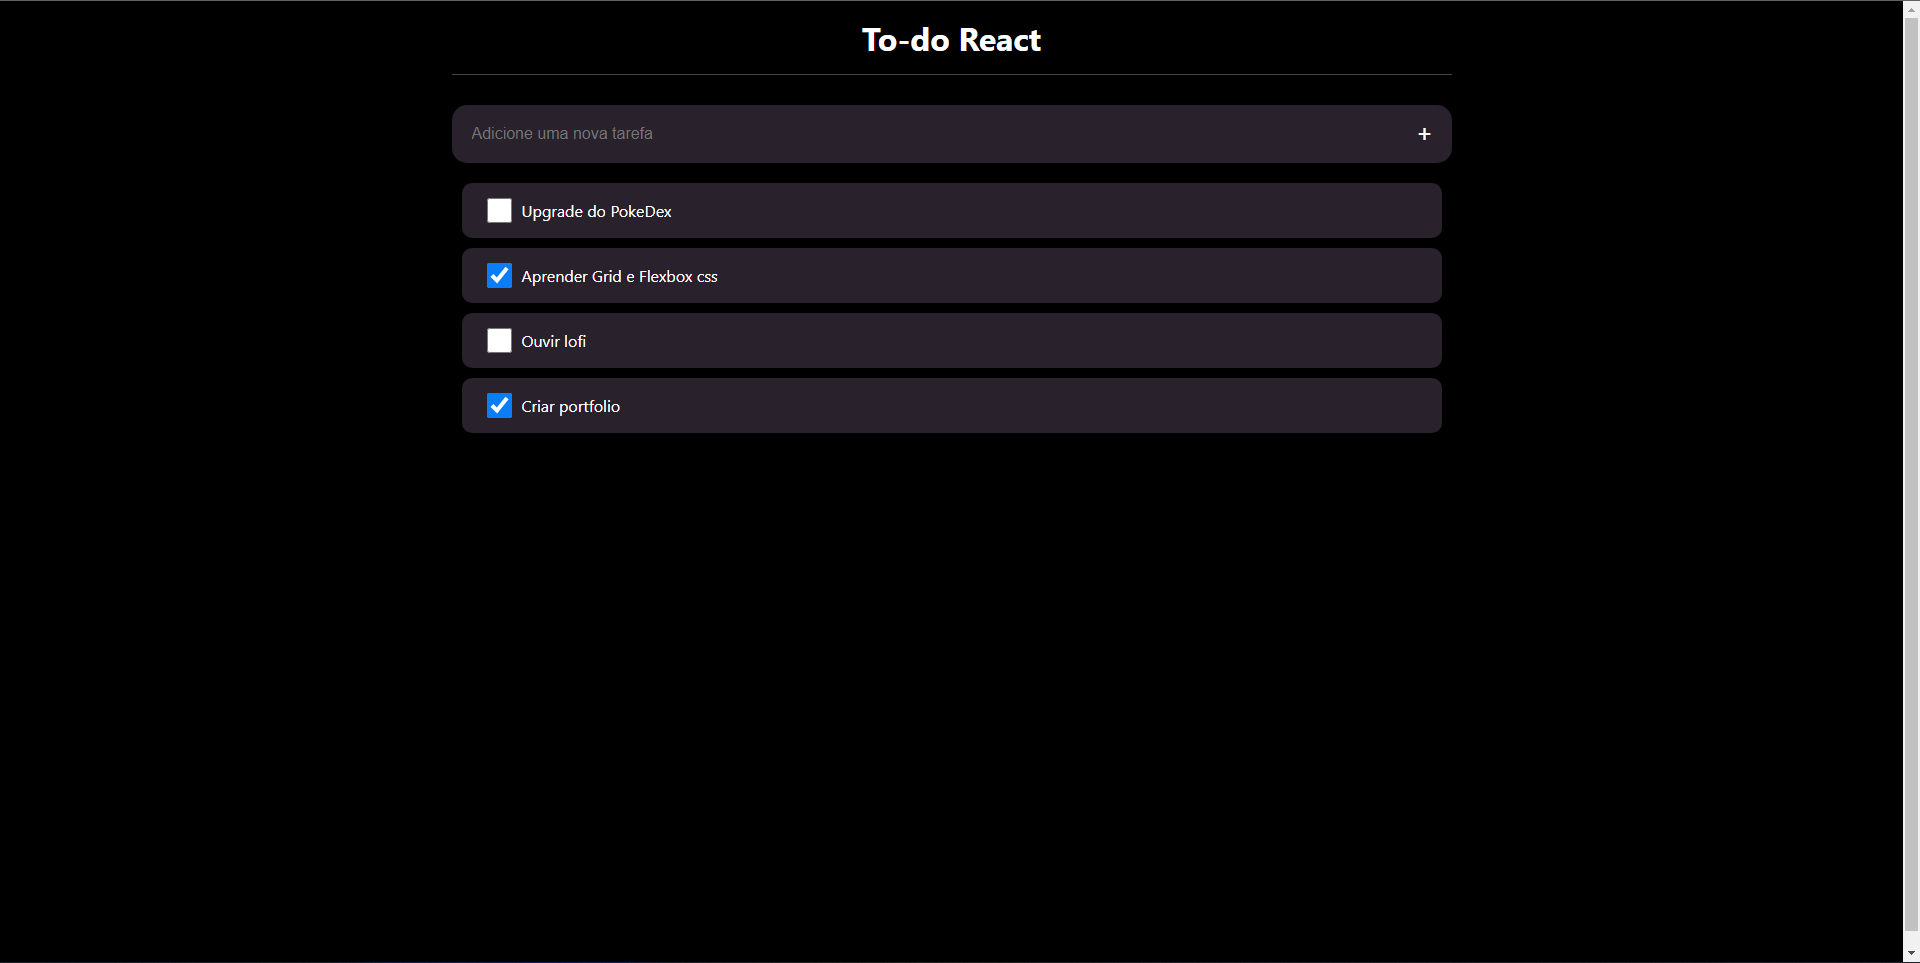 To-do React
Adicione uma nova tarefa +
Upgrade do PokeDex
Aprender Grid e Flexbox css
Ouvir lofi
Criar portfolio